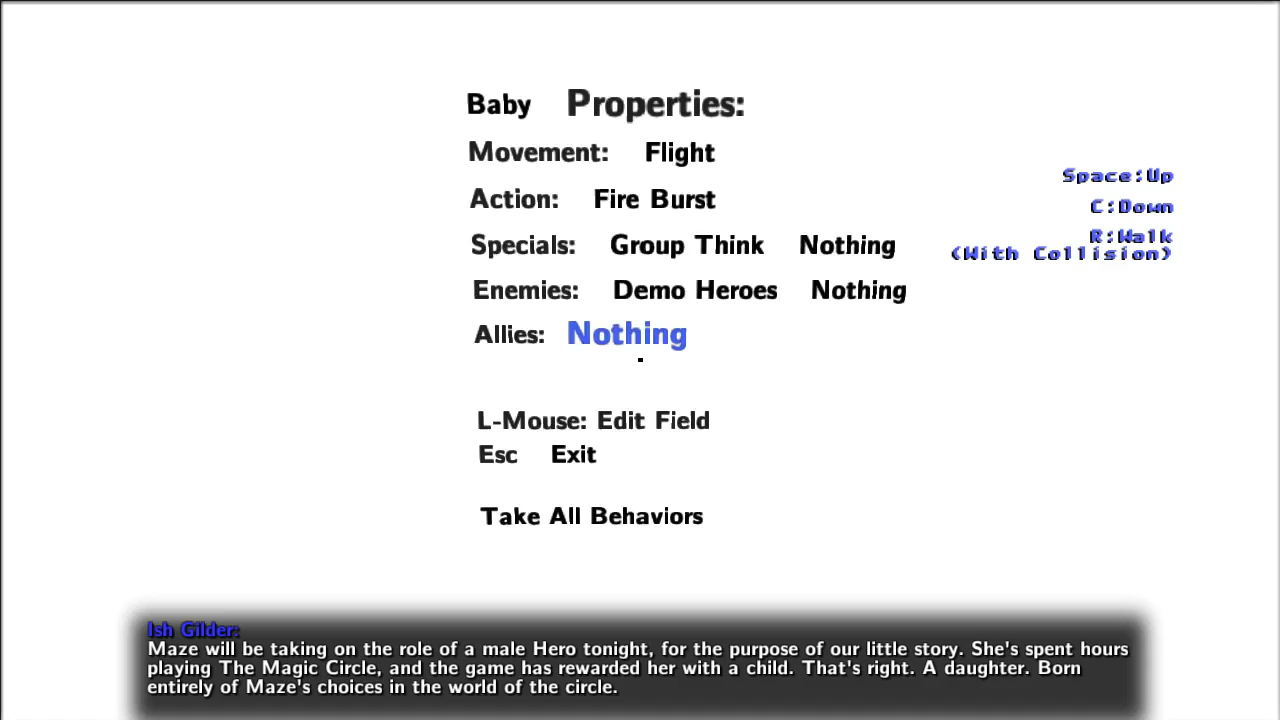 Baby Properties:
Movement: Flight
Action: Fire Burst
Specials: Group Think Nothing
Enemies: Demo Heroes Nothing
Allies: Nothing
Space:Up
C:Down
R:Walk
(With Collision)
L-Mouse: Edit Field
Esc Exit
Take All Behaviors
Ish Gilder:
Maze will be taking on the role of a male Hero tonight, for the purpose of our little story. She's spent hours
playing The Magic Circle, and the game has rewarded her with a child. That's right. A daughter. Born
entirely of Maze's choices in the world of the circle.